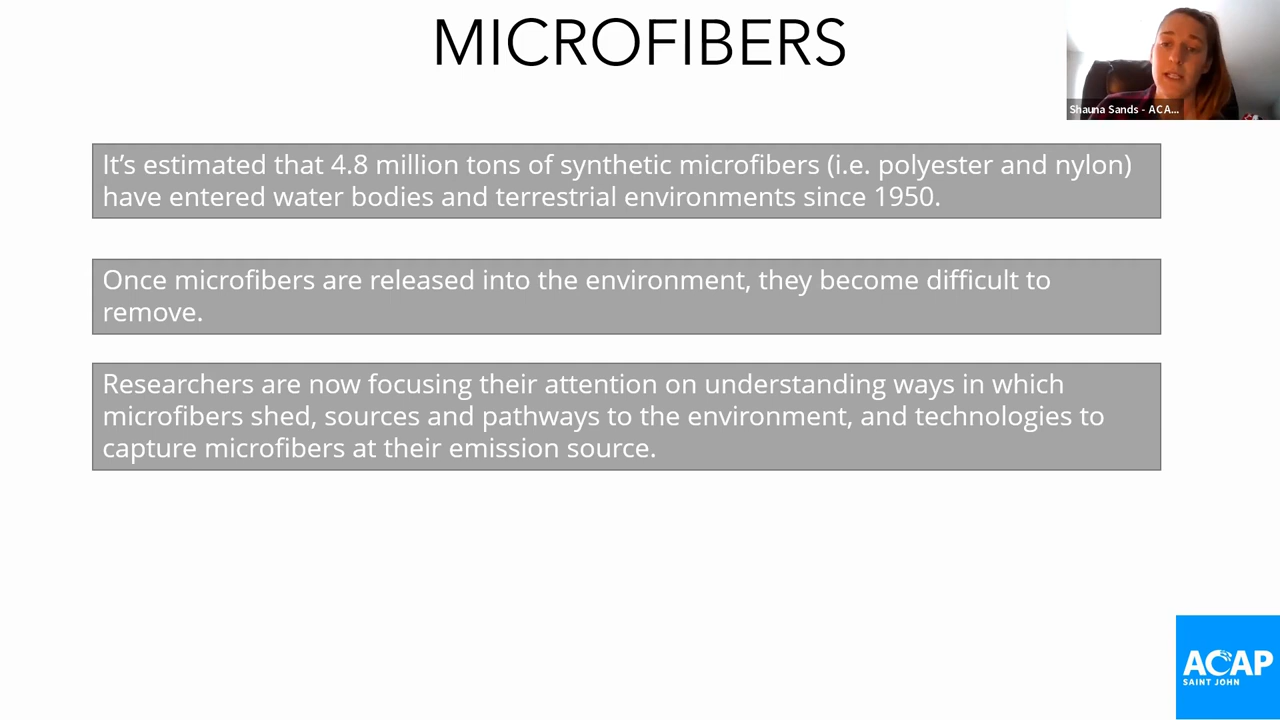 MICROFIBERS
Shauna Sands - ACA...
It’s estimated that 4.8 million tons of synthetic microfibers (i.e. polyester and nylon)
have entered water bodies and terrestrial environments since 1950.
Once microfibers are released into the environment, they become difficult to
remove.
Researchers are now focusing their attention on understanding ways in which
microfibers shed, sources and pathways to the environment, and technologies to
capture microfibers at their emission source.
ACAP
SAINT JOHN